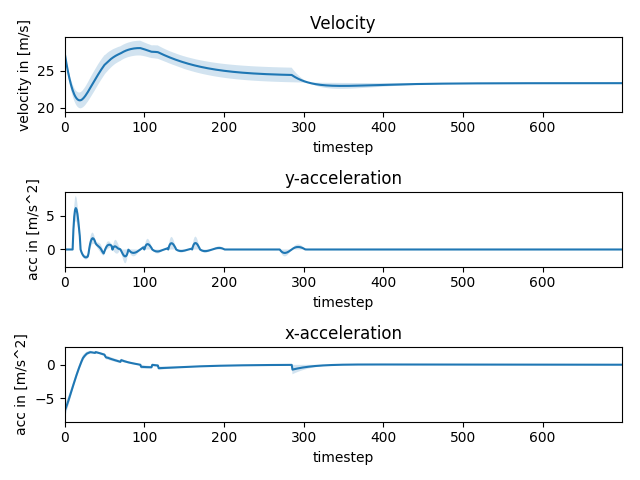 Velocity
velocity in [m/s]
25
20
0 100 200 300 400 500 600
timestep
y-acceleration
acc in [m/s^2]
5
0
0 100 200 300 400 500 600
timestep
x-acceleration
acc in [m/s^2]
0
−5
0 100 200 300 400 500 600
timestep